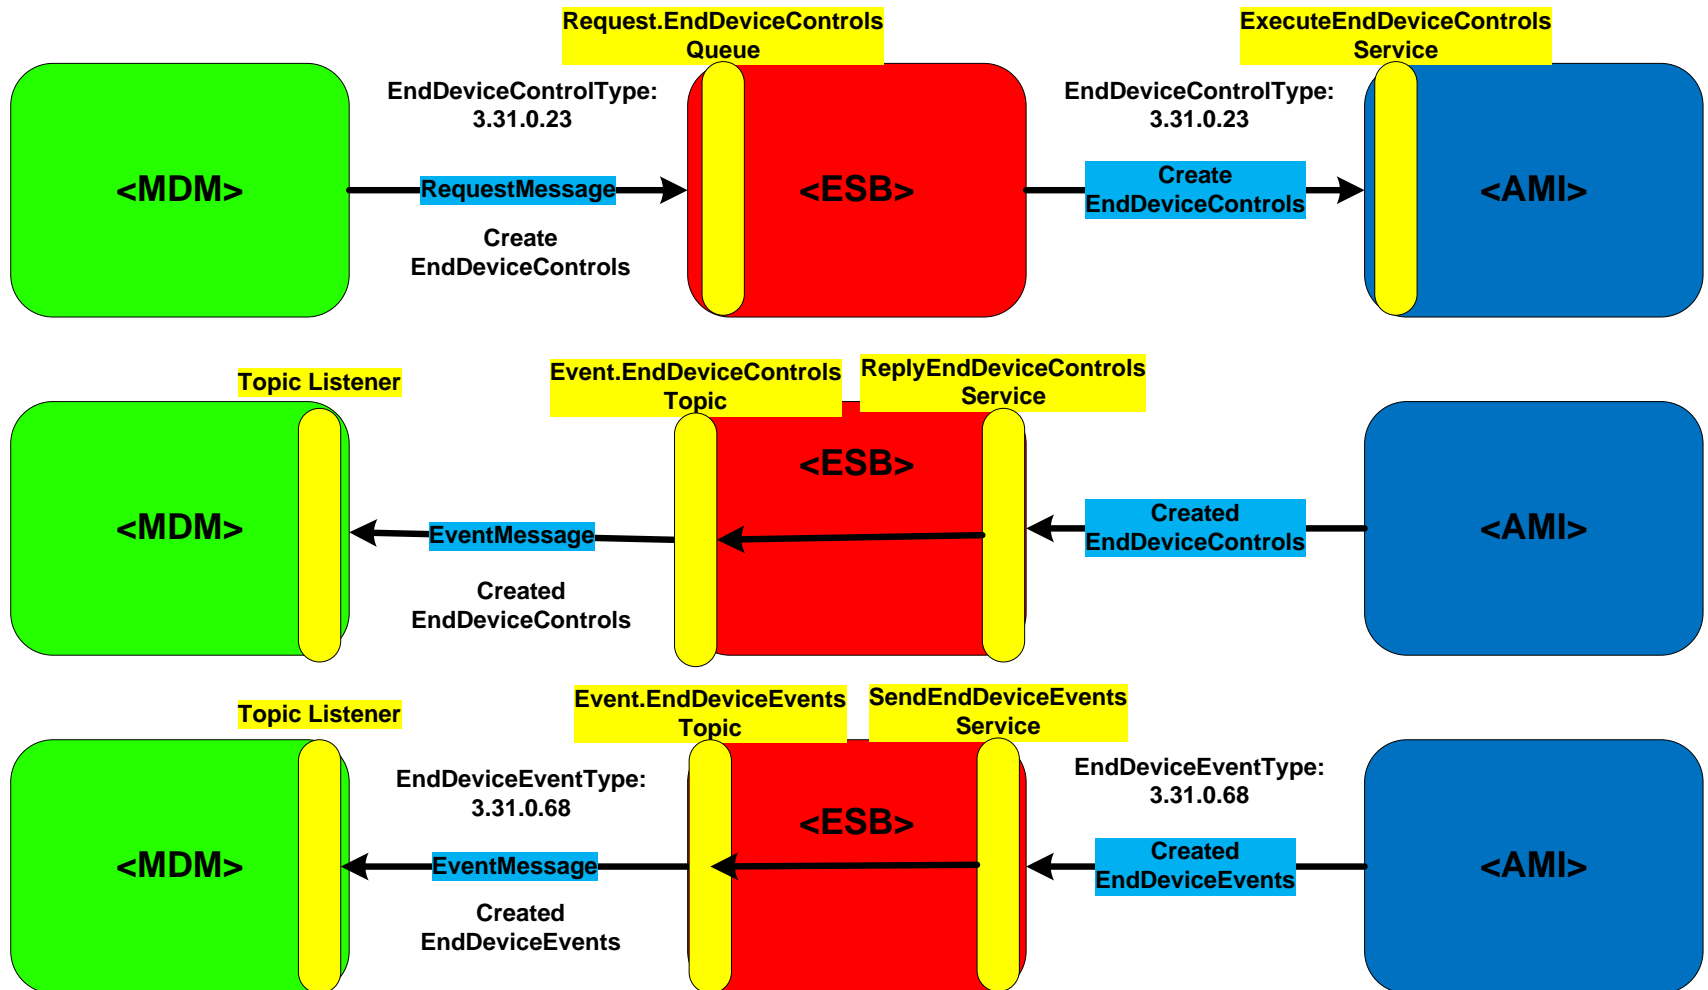 Request.EndDeviceControls
Queue
ExecuteEndDeviceControls
Service
EndDeviceControlType:
3.31.0.23
EndDeviceControlType:
3.31.0.23
<MDM>
RequestMessage
<ESB>
Create
EndDeviceControls
<AMI>
Create
EndDeviceControls
Topic Listener
Event.EndDeviceControls
Topic
ReplyEndDeviceControls
Service
<MDM>
EventMessage
<ESB>
Created
EndDeviceControls
<AMI>
Created
EndDeviceControls
Topic Listener
Event.EndDeviceEvents
Topic
SendEndDeviceEvents
Service
EndDeviceEventType:
3.31.0.68
EndDeviceEventType:
3.31.0.68
<MDM>
EventMessage
<ESB>
Created
EndDeviceEvents
<AMI>
Created
EndDeviceEvents